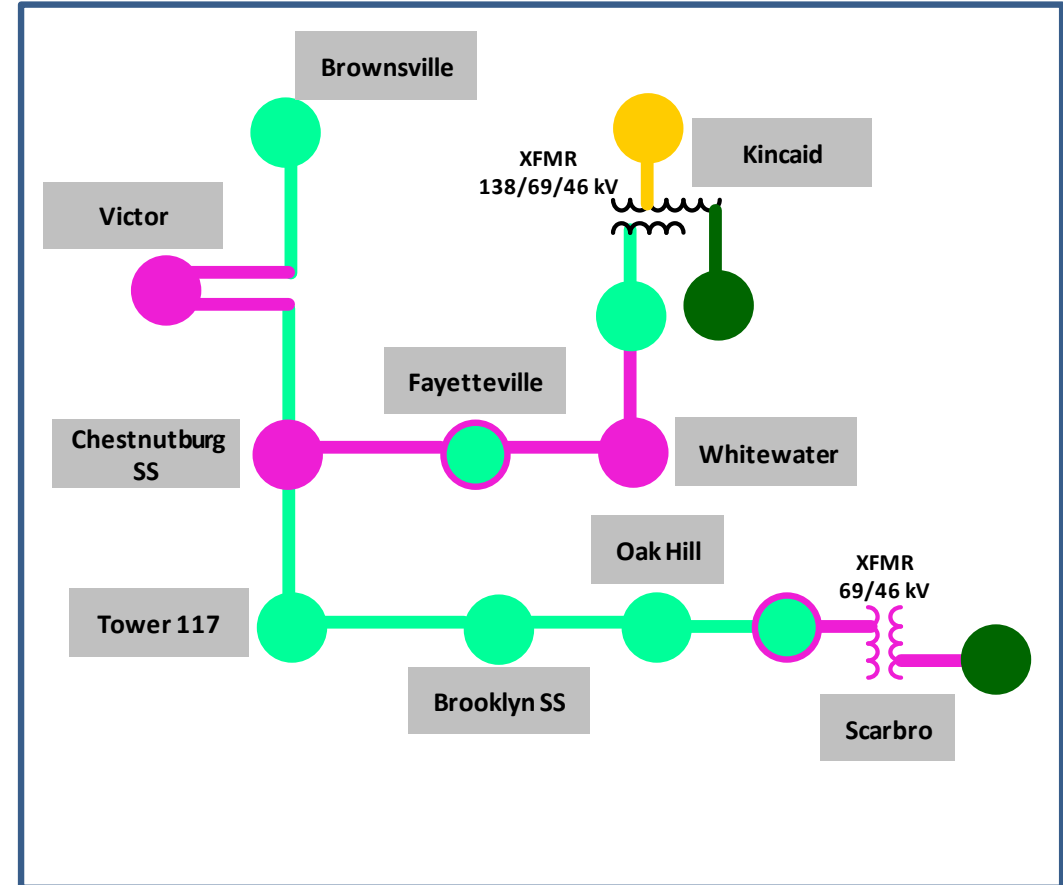 Brownsville
XFMR
138/69/46 kV
Kincaid
Victor
Fayetteville
Chestnutburg
SS
Whitewater
Oak Hill
XFMR
69/46 kV
Tower 117
Brooklyn SS
Scarbro